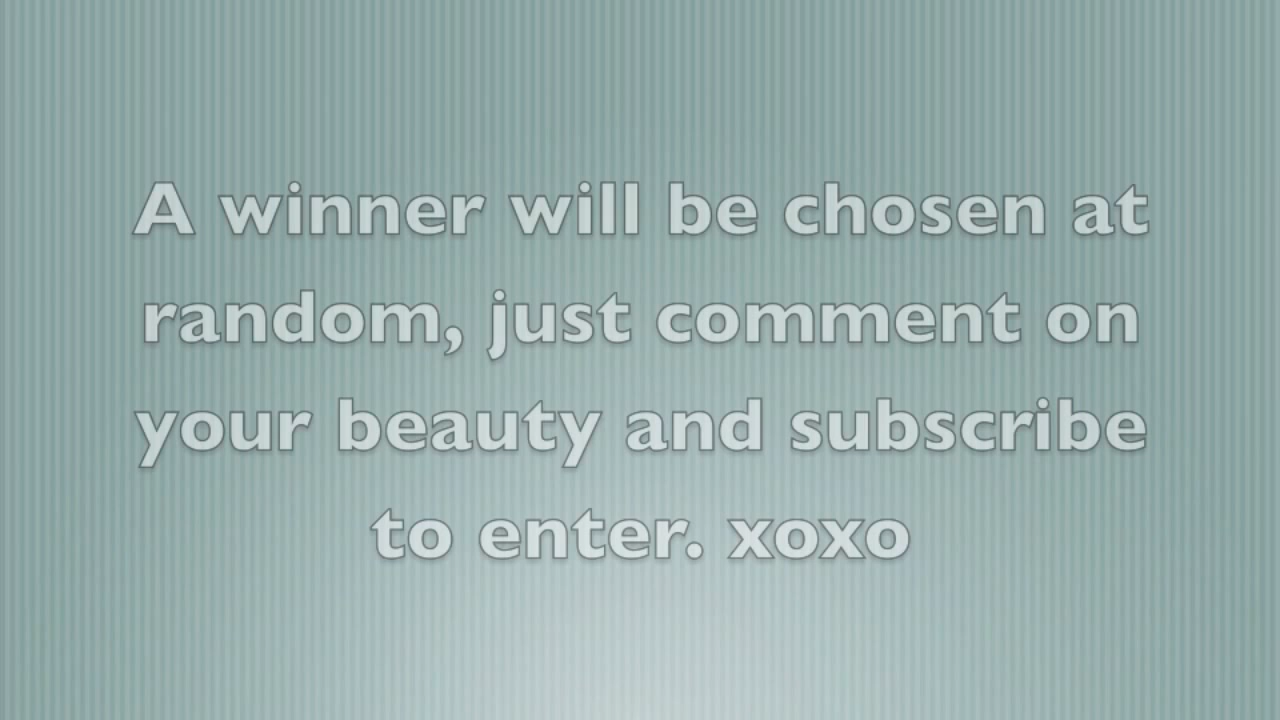 A winner will be chosen at
random, just comment on
your beauty and subscribe
to enter. xoxo